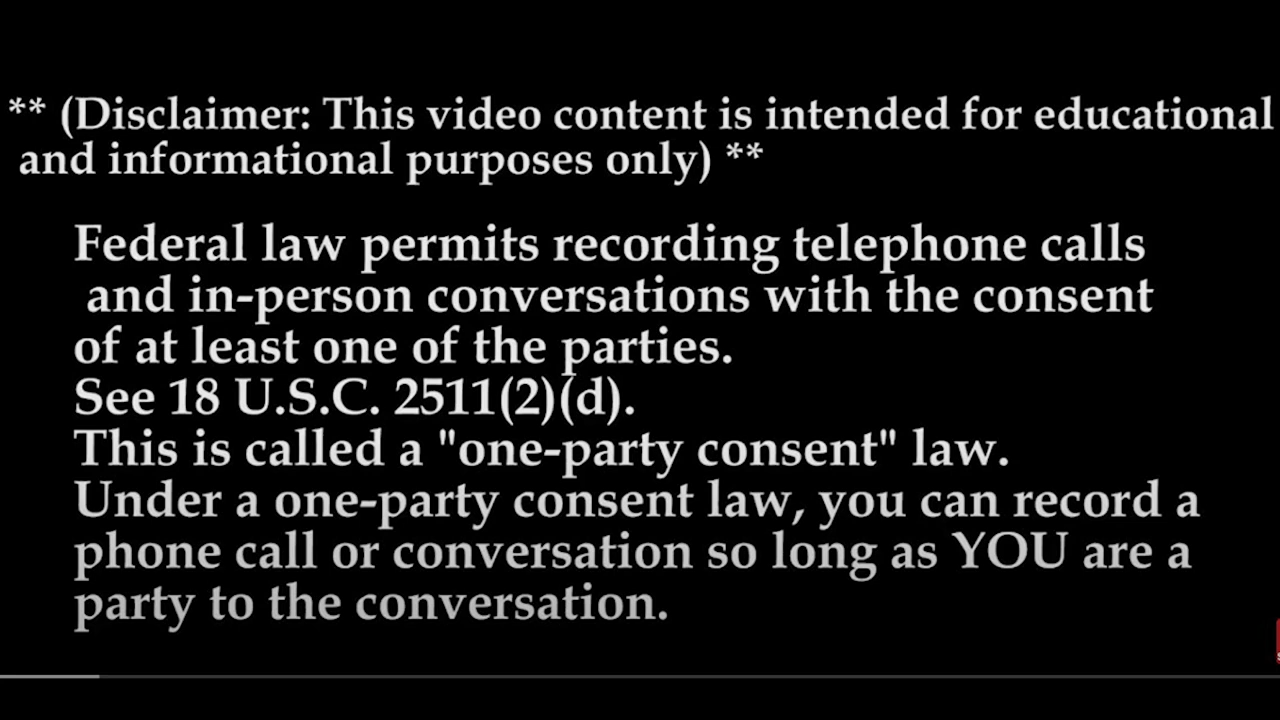 ** (Disclaimer: This video content is intended for educational
and informational purposes only) **
Federal law permits recording telephone calls
and in-person conversations with the consent
of at least one of the parties.
See 18 U.S.C. 2511(2)(d).
This is called a "one-party consent" law.
Under a one-party consent law, you can record a
phone call or conversation so long as YOU are a
party to the conversation.